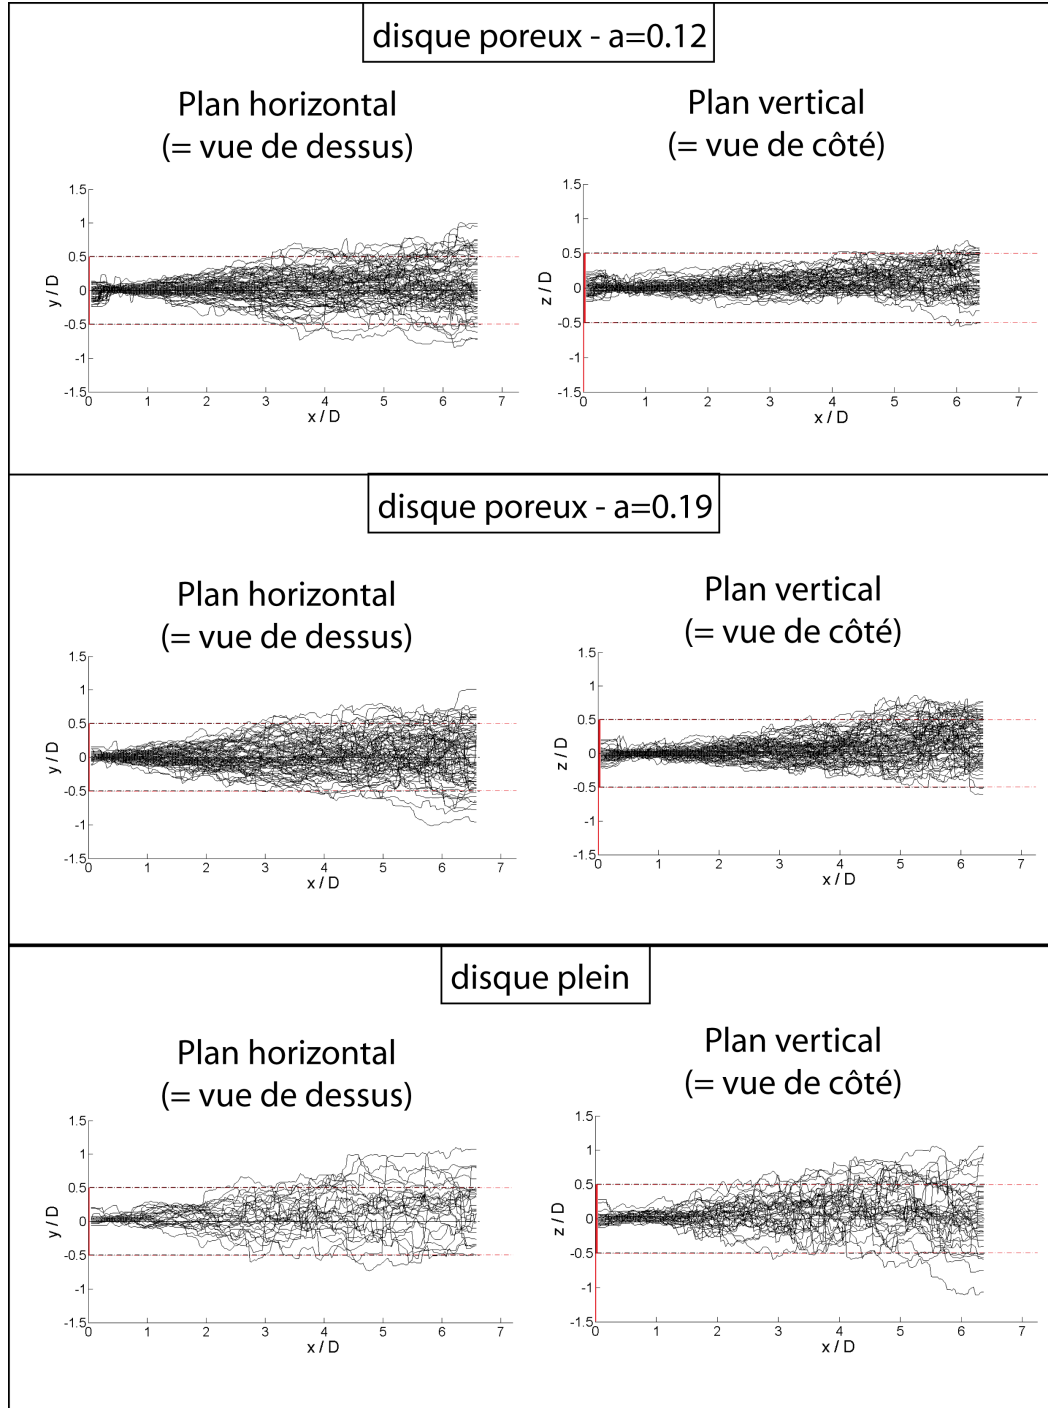 disque poreux - a=0.12
Plan horizontal
(= vue de dessus)
Plan vertical
(= vue de côté)
1.5
1
0.5
0
-0.5
-1
-1.5
y / D
0 1 2 3 4 5 6 7
x / D
1.5
1
0.5
0
-0.5
-1
-1.5
z / D
0 1 2 3 4 5 6 7
x / D
disque poreux - a=0.19
Plan horizontal
(= vue de dessus)
Plan vertical
(= vue de côté)
1.5
1
0.5
0
-0.5
-1
-1.5
y / D
0 1 2 3 4 5 6 7
x / D
1.5
1
0.5
0
-0.5
-1
-1.5
z / D
0 1 2 3 4 5 6 7
x / D
disque plein
Plan horizontal
(= vue de dessus)
Plan vertical
(= vue de côté)
1.5
1
0.5
0
-0.5
-1
-1.5
y / D
0 1 2 3 4 5 6 7
x / D
1.5
1
0.5
0
-0.5
-1
-1.5
z / D
0 1 2 3 4 5 6 7
x / D